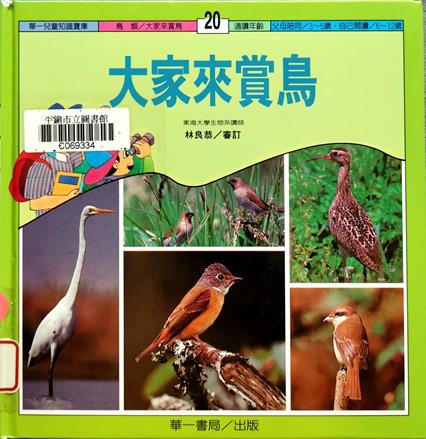 華一兒童知識寶庫
鳥 類／大家來賞鳥
20
適讀年齡
父母陪同／3～5歲・自己閱讀／6～12歲
大家來賞鳥
平鎮市立圖書館
C069334
東海大學生物系講師
林良恭／審訂
華一書局／出版